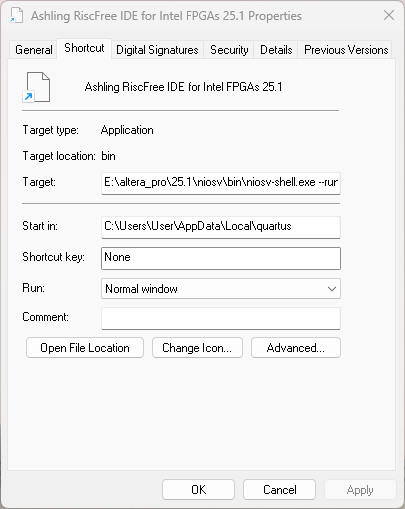 Ashling RiscFree IDE for Intel FPGAs 25.1 Properties
General Shortcut Digital Signatures Security Details Previous Versions
Ashling RiscFree IDE for Intel FPGAs 25.1
Target type: Application
Target location: bin
Target: E:\altera_pro\25.1\niosv\bin\niosv-shell.exe --run
Start in: C:\Users\User\AppData\Local\quartus
Shortcut key: None
Run: Normal window
Comment:
Open File Location Change Icon... Advanced...
OK Cancel Apply